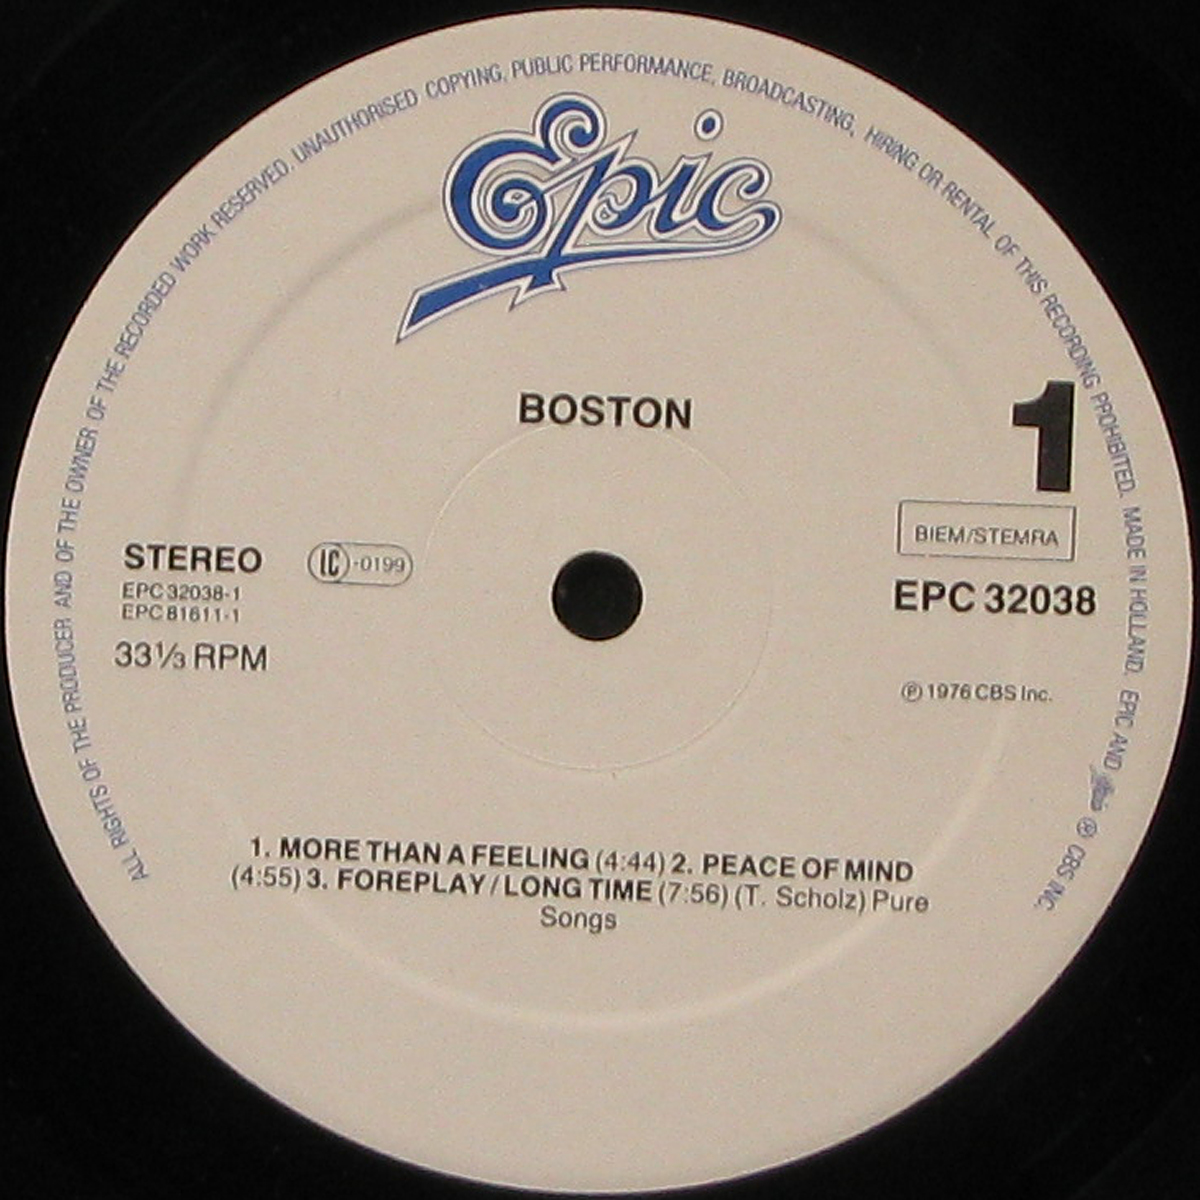 ALL RIGHTS OF THE PRODUCER AND OF THE OWNER OF THE RECORDED WORK RESERVED. UNAUTHORISED COPYING, PUBLIC PERFORMANCE, BROADCASTING, HIRING OR RENTAL OF THIS RECORDING PROHIBITED. MADE IN HOLLAND. EPIC AND Epic ® CBS INC.
Epic
BOSTON
1
BIEM/STEMRA
STEREO
LC-0199
EPC 32038-1
EPC 81611-1
EPC 32038
33⅓ RPM
℗ 1976 CBS Inc.
1. MORE THAN A FEELING (4:44) 2. PEACE OF MIND
(4:55) 3. FOREPLAY/LONG TIME (7:56) (T. Scholz) Pure
Songs